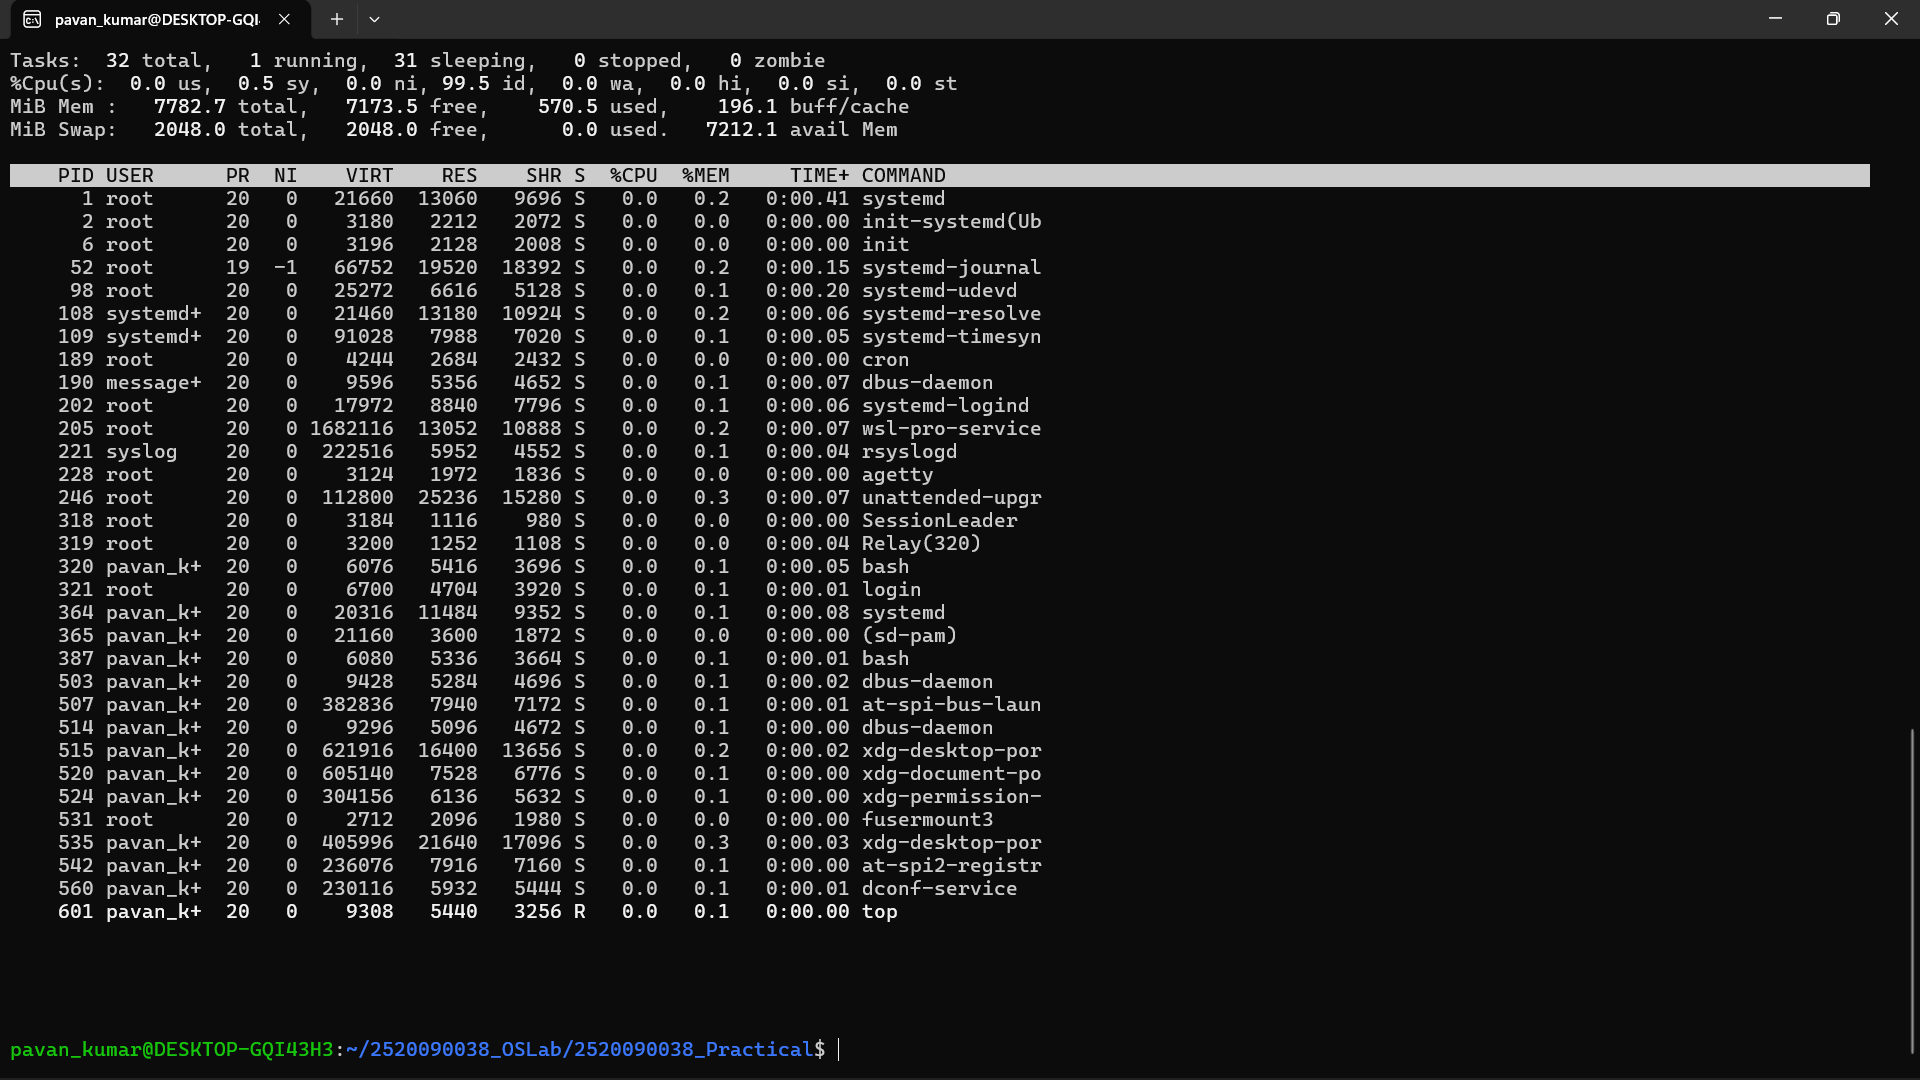 pavan_kumar@DESKTOP-GQI
Tasks:  32 total,   1 running,  31 sleeping,   0 stopped,   0 zombie
%Cpu(s):  0.0 us,  0.5 sy,  0.0 ni, 99.5 id,  0.0 wa,  0.0 hi,  0.0 si,  0.0 st
MiB Mem :   7782.7 total,   7173.5 free,    570.5 used,    196.1 buff/cache
MiB Swap:   2048.0 total,   2048.0 free,      0.0 used.   7212.1 avail Mem
PID USER      PR  NI    VIRT    RES    SHR S  %CPU  %MEM     TIME+ COMMAND
1 root      20   0   21660  13060   9696 S   0.0   0.2   0:00.41 systemd
2 root      20   0    3180   2212   2072 S   0.0   0.0   0:00.00 init-systemd(Ub
6 root      20   0    3196   2128   2008 S   0.0   0.0   0:00.00 init
52 root      19  -1   66752  19520  18392 S   0.0   0.2   0:00.15 systemd-journal
98 root      20   0   25272   6616   5128 S   0.0   0.1   0:00.20 systemd-udevd
108 systemd+  20   0   21460  13180  10924 S   0.0   0.2   0:00.06 systemd-resolve
109 systemd+  20   0   91028   7988   7020 S   0.0   0.1   0:00.05 systemd-timesyn
189 root      20   0    4244   2684   2432 S   0.0   0.0   0:00.00 cron
190 message+  20   0    9596   5356   4652 S   0.0   0.1   0:00.07 dbus-daemon
202 root      20   0   17972   8840   7796 S   0.0   0.1   0:00.06 systemd-logind
205 root      20   0 1682116  13052  10888 S   0.0   0.2   0:00.07 wsl-pro-service
221 syslog    20   0  222516   5952   4552 S   0.0   0.1   0:00.04 rsyslogd
228 root      20   0    3124   1972   1836 S   0.0   0.0   0:00.00 agetty
246 root      20   0  112800  25236  15280 S   0.0   0.3   0:00.07 unattended-upgr
318 root      20   0    3184   1116    980 S   0.0   0.0   0:00.00 SessionLeader
319 root      20   0    3200   1252   1108 S   0.0   0.0   0:00.04 Relay(320)
320 pavan_k+  20   0    6076   5416   3696 S   0.0   0.1   0:00.05 bash
321 root      20   0    6700   4704   3920 S   0.0   0.1   0:00.01 login
364 pavan_k+  20   0   20316  11484   9352 S   0.0   0.1   0:00.08 systemd
365 pavan_k+  20   0   21160   3600   1872 S   0.0   0.0   0:00.00 (sd-pam)
387 pavan_k+  20   0    6080   5336   3664 S   0.0   0.1   0:00.01 bash
503 pavan_k+  20   0    9428   5284   4696 S   0.0   0.1   0:00.02 dbus-daemon
507 pavan_k+  20   0  382836   7940   7172 S   0.0   0.1   0:00.01 at-spi-bus-laun
514 pavan_k+  20   0    9296   5096   4672 S   0.0   0.1   0:00.00 dbus-daemon
515 pavan_k+  20   0  621916  16400  13656 S   0.0   0.2   0:00.02 xdg-desktop-por
520 pavan_k+  20   0  605140   7528   6776 S   0.0   0.1   0:00.00 xdg-document-po
524 pavan_k+  20   0  304156   6136   5632 S   0.0   0.1   0:00.00 xdg-permission-
531 root      20   0    2712   2096   1980 S   0.0   0.0   0:00.00 fusermount3
535 pavan_k+  20   0  405996  21640  17096 S   0.0   0.3   0:00.03 xdg-desktop-por
542 pavan_k+  20   0  236076   7916   7160 S   0.0   0.1   0:00.00 at-spi2-registr
560 pavan_k+  20   0  230116   5932   5444 S   0.0   0.1   0:00.01 dconf-service
601 pavan_k+  20   0    9308   5440   3256 R   0.0   0.1   0:00.00 top
pavan_kumar@DESKTOP-GQI43H3:~/2520090038_OSLab/2520090038_Practical$